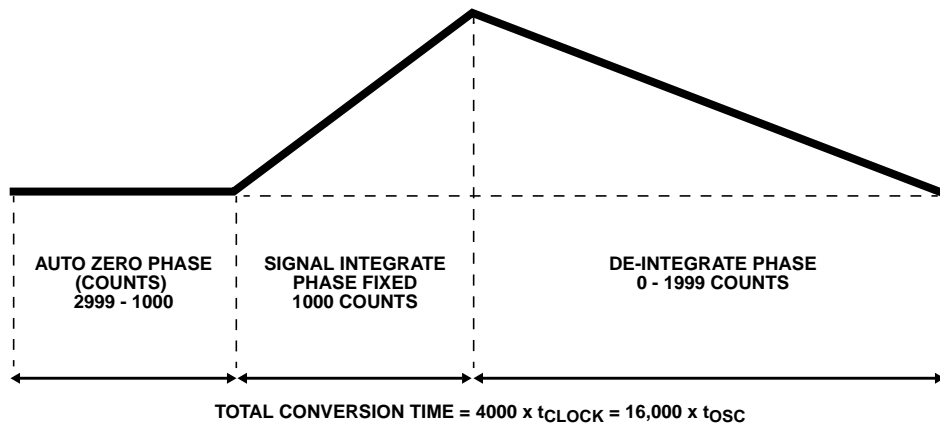 AUTO ZERO PHASE
(COUNTS)
2999 - 1000
SIGNAL INTEGRATE
PHASE FIXED
1000 COUNTS
DE-INTEGRATE PHASE
0 - 1999 COUNTS
TOTAL CONVERSION TIME = 4000 x tCLOCK = 16,000 x tOSC